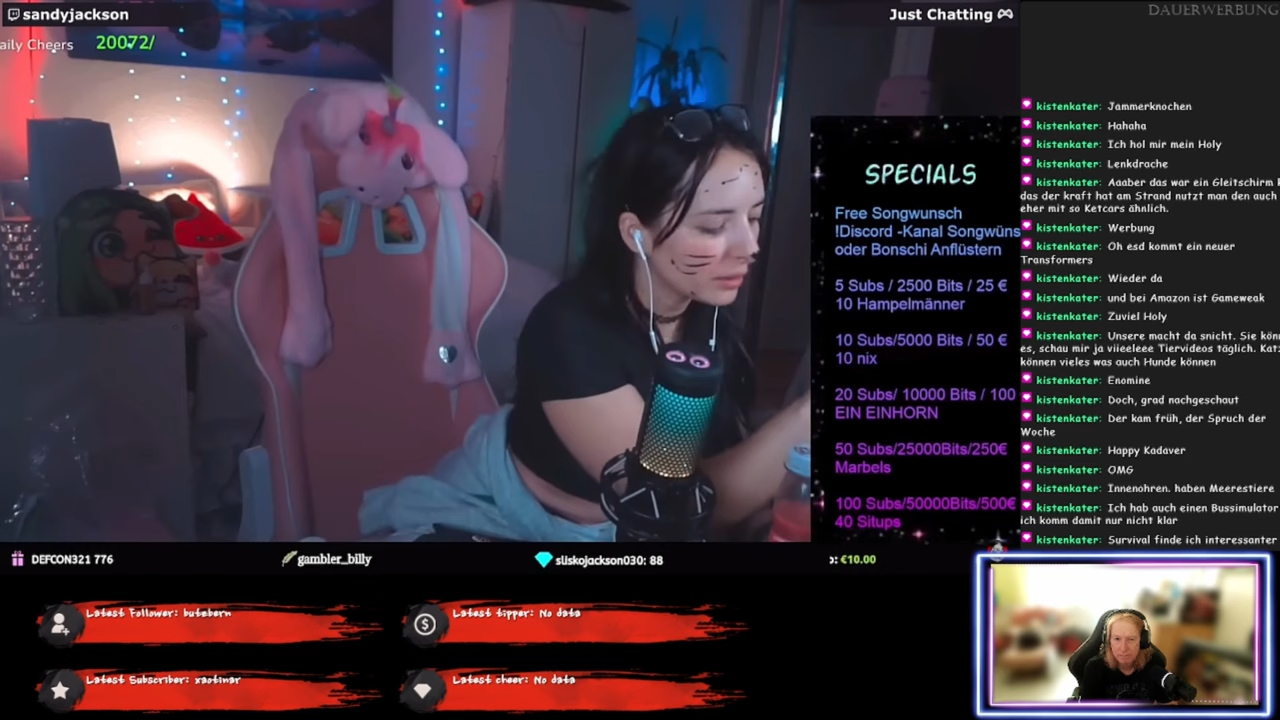 sandyjackson
Just Chatting
DAUERWERBUNG
aily Cheers 20072/
SPECIALS
Free Songwunsch
!Discord -Kanal Songwüns
oder Bonschi Anflüstern
5 Subs / 2500 Bits / 25 €
10 Hampelmänner
10 Subs/5000 Bits / 50 €
10 nix
20 Subs/ 10000 Bits / 100
EIN EINHORN
50 Subs/25000Bits/250€
Marbels
100 Subs/50000Bits/500€
40 Situps
kistenkater: Jammerknochen
kistenkater: Hahaha
kistenkater: Ich hol mir mein Holy
kistenkater: Lenkdrache
kistenkater: Aaaber das war ein Gleitschirm
das der kraft hat am Strand nutzt man den auch
eher mit so Ketcars ähnlich.
kistenkater: Werbung
kistenkater: Oh esd kommt ein neuer
Transformers
kistenkater: Wieder da
kistenkater: und bei Amazon ist Gameweak
kistenkater: Zuviel Holy
kistenkater: Unsere macht da snicht. Sie kön
es, schau mir ja viieleee Tiervideos täglich. Kat
können vieles was auch Hunde können
kistenkater: Enomine
kistenkater: Doch, grad nachgeschaut
kistenkater: Der kam früh, der Spruch der
Woche
kistenkater: Happy Kadaver
kistenkater: OMG
kistenkater: Innenohren. haben Meerestiere
kistenkater: Ich hab auch einen Bussimulator
ich komm damit nur nicht klar
kistenkater: Survival finde ich interessanter
DEFCON321 776
gambler_billy
sliskojackson030: 88
: €10.00
Latest Follower: butzbern
Latest tipper: No data
Latest Subscriber: xaotinar
Latest cheer: No data